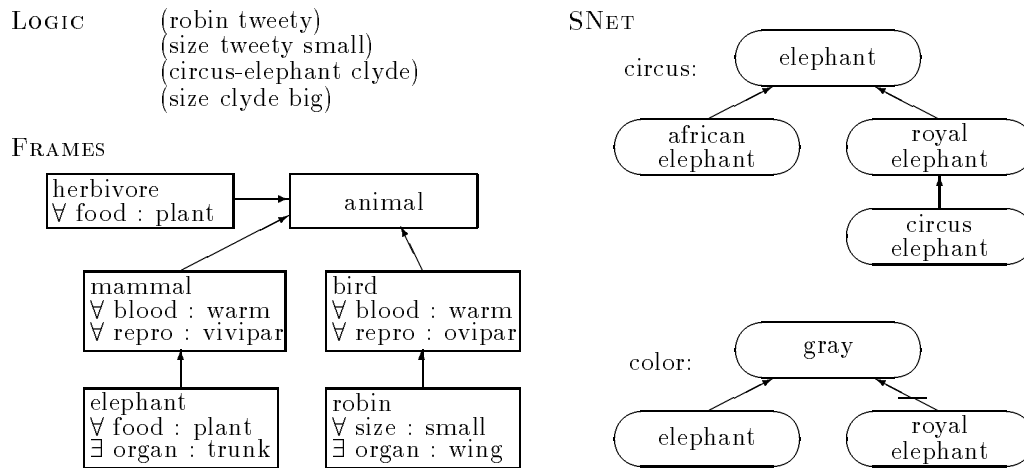 LOGIC
(robin tweety)
(size tweety small)
(circus-elephant clyde)
(size clyde big)
FRAMES
herbivore
∀ food : plant
animal
mammal
∀ blood : warm
∀ repro : vivipar
bird
∀ blood : warm
∀ repro : ovipar
elephant
∀ food : plant
∃ organ : trunk
robin
∀ size : small
∃ organ : wing
SNET
circus:
elephant
african
elephant
royal
elephant
circus
elephant
color:
gray
elephant
royal
elephant